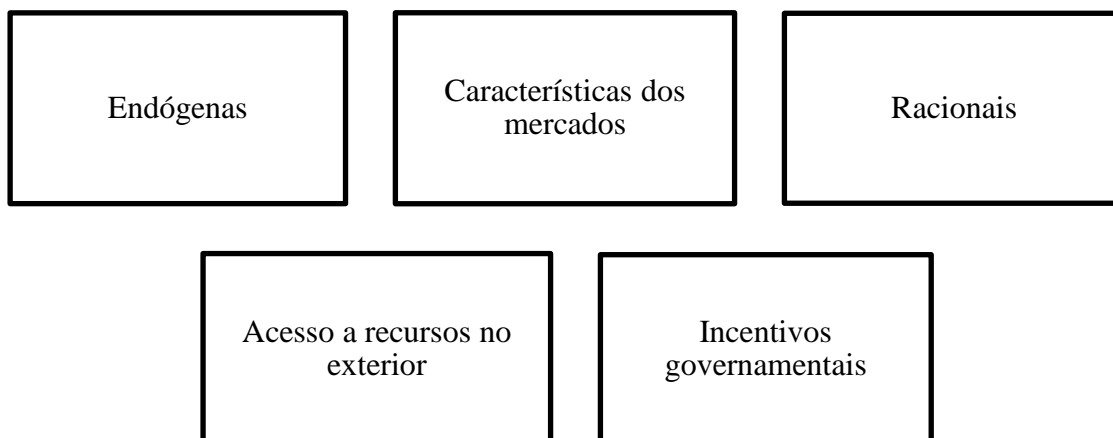 Endógenas
Características dos
mercados
Racionais
Acesso a recursos no
exterior
Incentivos
governamentais